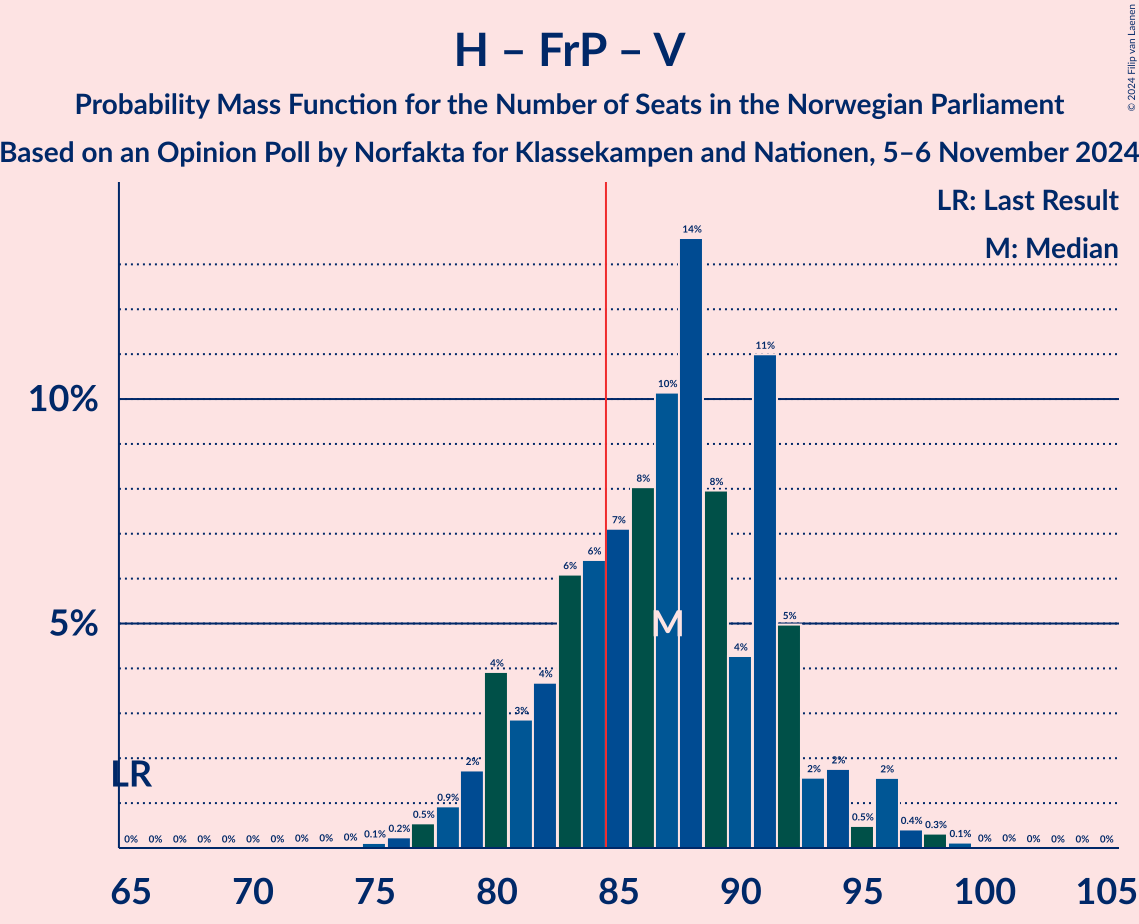 H – FrP – V
Probability Mass Function for the Number of Seats in the Norwegian Parliament
Based on an Opinion Poll by Norfakta for Klassekampen and Nationen, 5–6 November 2024
© 2024 Filip van Laenen
LR: Last Result
M: Median
10%
5%
LR
M
0% 0% 0% 0% 0% 0% 0% 0% 0% 0% 0.1% 0.2% 0.5% 0.9% 2% 4% 3% 4% 6% 6% 7% 8% 10% 14% 8% 4% 11% 5% 2% 2% 0.5% 2% 0.4% 0.3% 0.1% 0% 0% 0% 0% 0% 0%
65 70 75 80 85 90 95 100 105